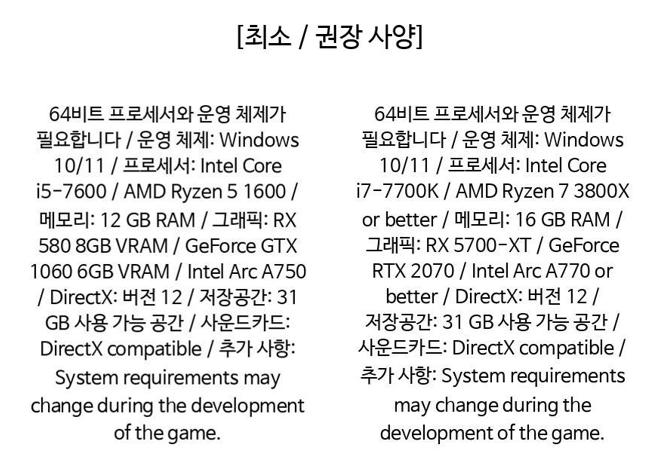 [최소 / 권장 사양]
64비트 프로세서와 운영 체제가
필요합니다 / 운영 체제: Windows
10/11 / 프로세서: Intel Core
i5-7600 / AMD Ryzen 5 1600 /
메모리: 12 GB RAM / 그래픽: RX
580 8GB VRAM / GeForce GTX
1060 6GB VRAM / Intel Arc A750
/ DirectX: 버전 12 / 저장공간: 31
GB 사용 가능 공간 / 사운드카드:
DirectX compatible / 추가 사항:
System requirements may
change during the development
of the game.
64비트 프로세서와 운영 체제가
필요합니다 / 운영 체제: Windows
10/11 / 프로세서: Intel Core
i7-7700K / AMD Ryzen 7 3800X
or better / 메모리: 16 GB RAM /
그래픽: RX 5700-XT / GeForce
RTX 2070 / Intel Arc A770 or
better / DirectX: 버전 12 /
저장공간: 31 GB 사용 가능 공간 /
사운드카드: DirectX compatible /
추가 사항: System requirements
may change during the
development of the game.